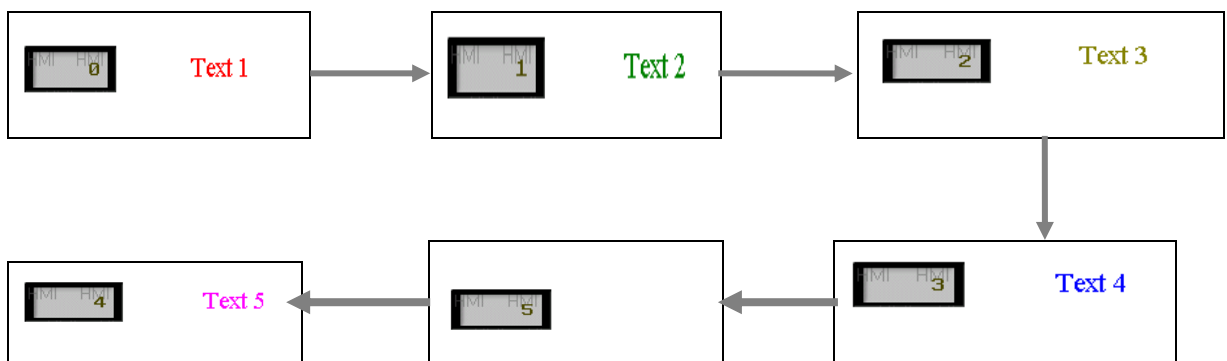 HMI HMI
0
Text 1
HMI HMI
1
Text 2
HMI HMI
2
Text 3
HMI HMI
4
Text 5
HMI HMI
5
HMI HMI
3
Text 4